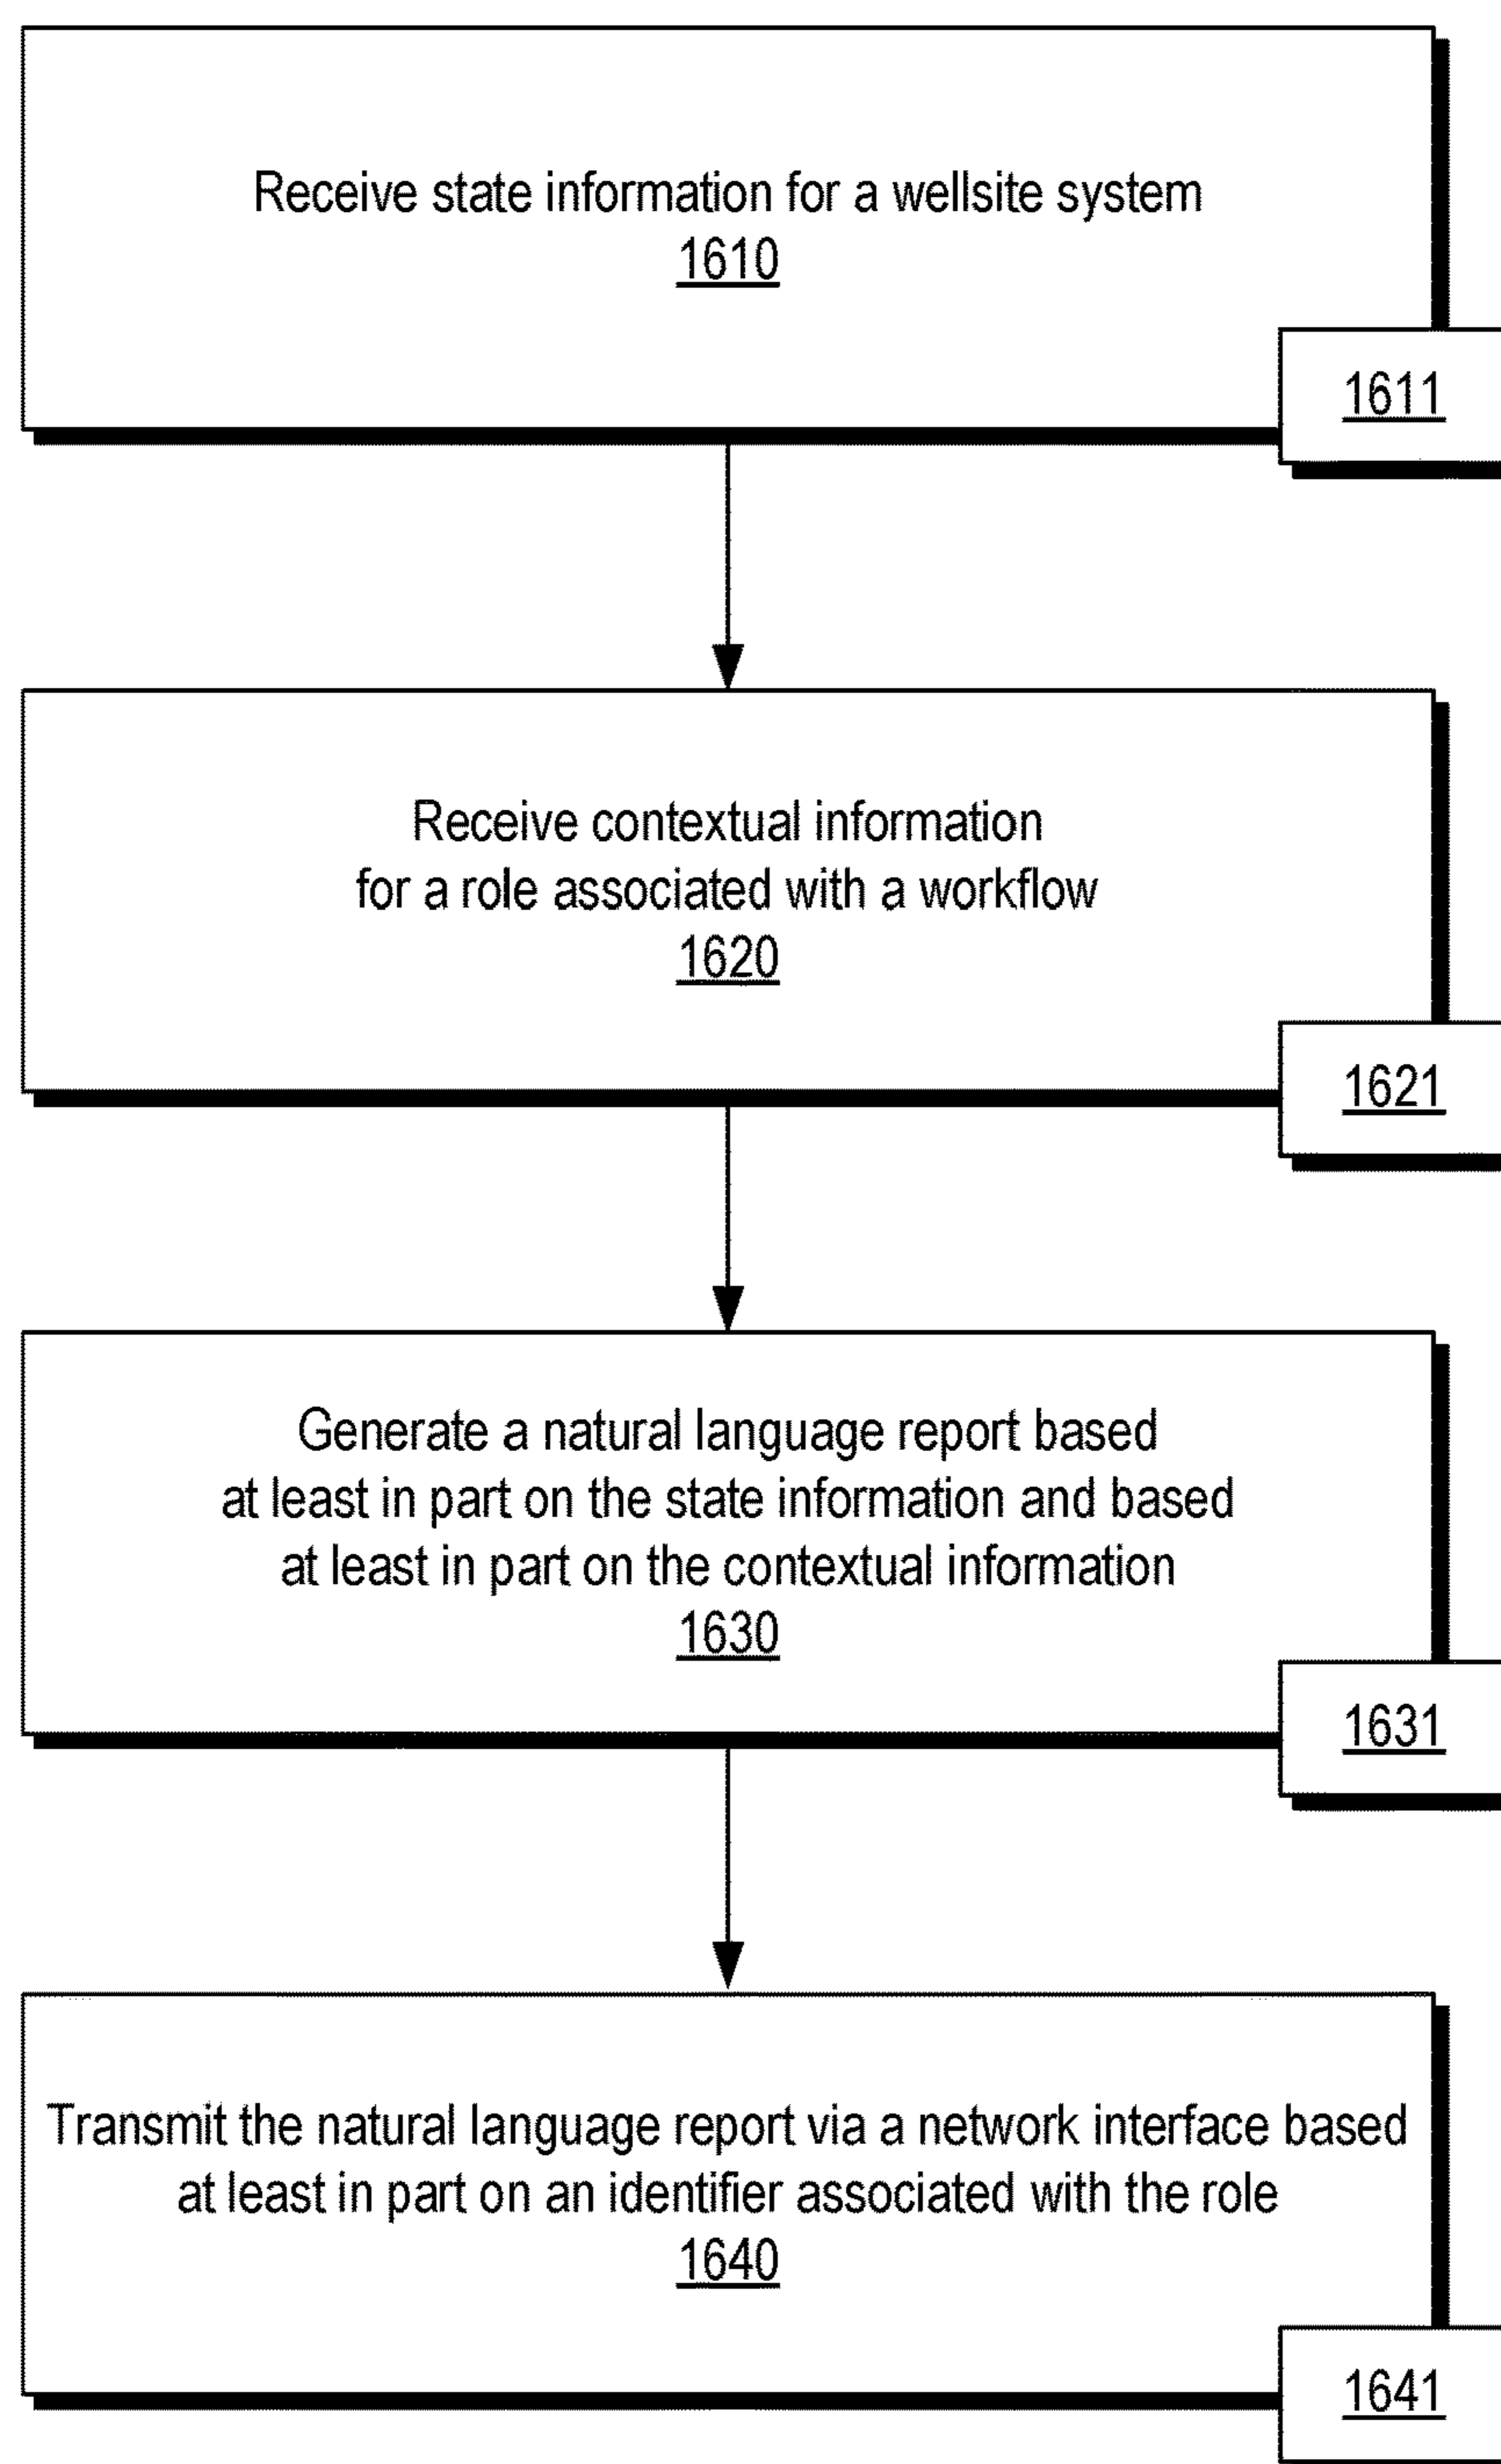 Receive state information for a wellsite system
1610
1611
Receive contextual information
for a role associated with a workflow
1620
1621
Generate a natural language report based
at least in part on the state information and based
at least in part on the contextual information
1630
1631
Transmit the natural language report via a network interface based
at least in part on an identifier associated with the role
1640
1641